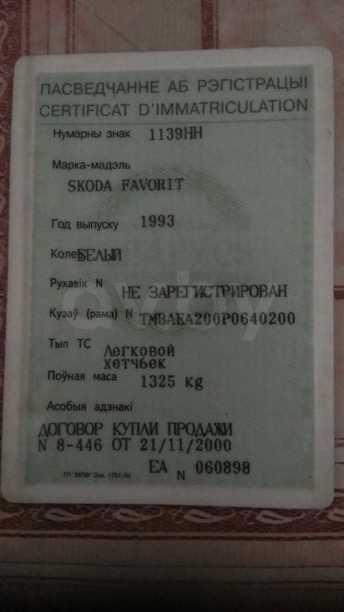 ПАСВЕДЧАННЕ АБ РЭГІСТРАЦЫІ
CERTIFICAT D'IMMATRICULATION
Нумарны знак 1139НН
Марка-мадэль
SKODA FAVORIT
Год выпуску 1993
Колер БЕЛЫЙ
Рухавік N НЕ ЗАРЕГИСТРИРОВАН
Кузаў (рама) N TMBAEA200P0640200
Тып ТС ЛЕГКОВОЙ
ХЕТЧБЕК
Поўная маса 1325 kg
Асобыя адзнакі
ДОГОВОР КУПЛИ ПРОДАЖИ
N 8-446 ОТ 21/11/2000
ЕА N 060898